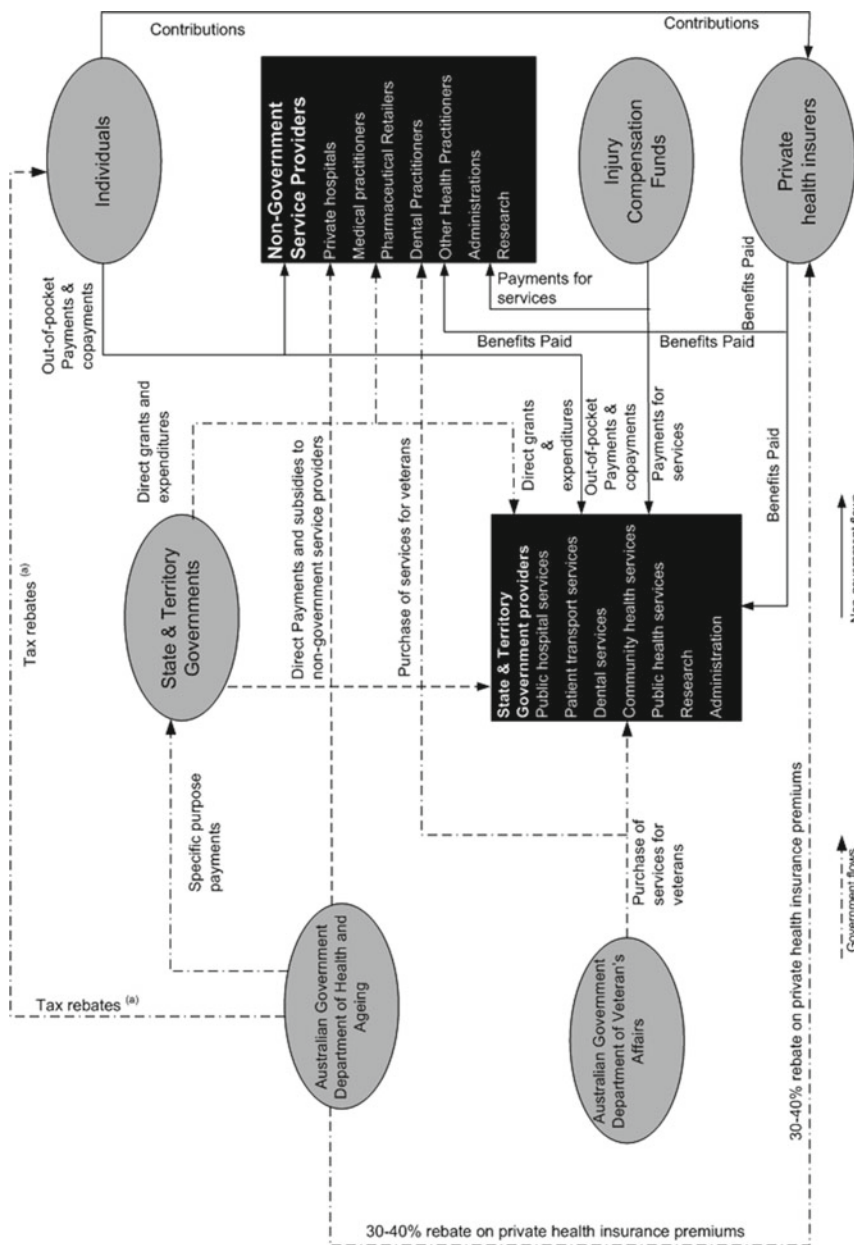 Tax rebates (a)
Tax rebates (a)
Contributions
Contributions
Individuals
Out-of-pocket
Payments &
copayments
State & Territory
Governments
Direct grants and
expenditures
Specific purpose
payments
Australian Government
Department of Health and
Ageing
Direct Payments and subsidies to
non-government service providers
Purchase of services for veterans
Non-Government
Service Providers
Private hospitals
Medical practitioners
Pharmaceutical Retailers
Dental Practitioners
Other Health Practitioners
Administrations
Research
Payments for
services
Benefits Paid
Benefits Paid
Benefits Paid
Benefits Paid
Direct grants
&
expenditures
Out-of-pocket
Payments &
copayments
Payments for
services
State & Territory
Government providers
Public hospital services
Patient transport services
Dental services
Community health services
Public health services
Research
Administration
Injury
Compensation
Funds
Private
health insurers
Purchase of
services for
veterans
Australian Government
Department of Veteran's
Affairs
30-40% rebate on private health insurance premiums
30-40% rebate on private health insurance premiums
Government flows